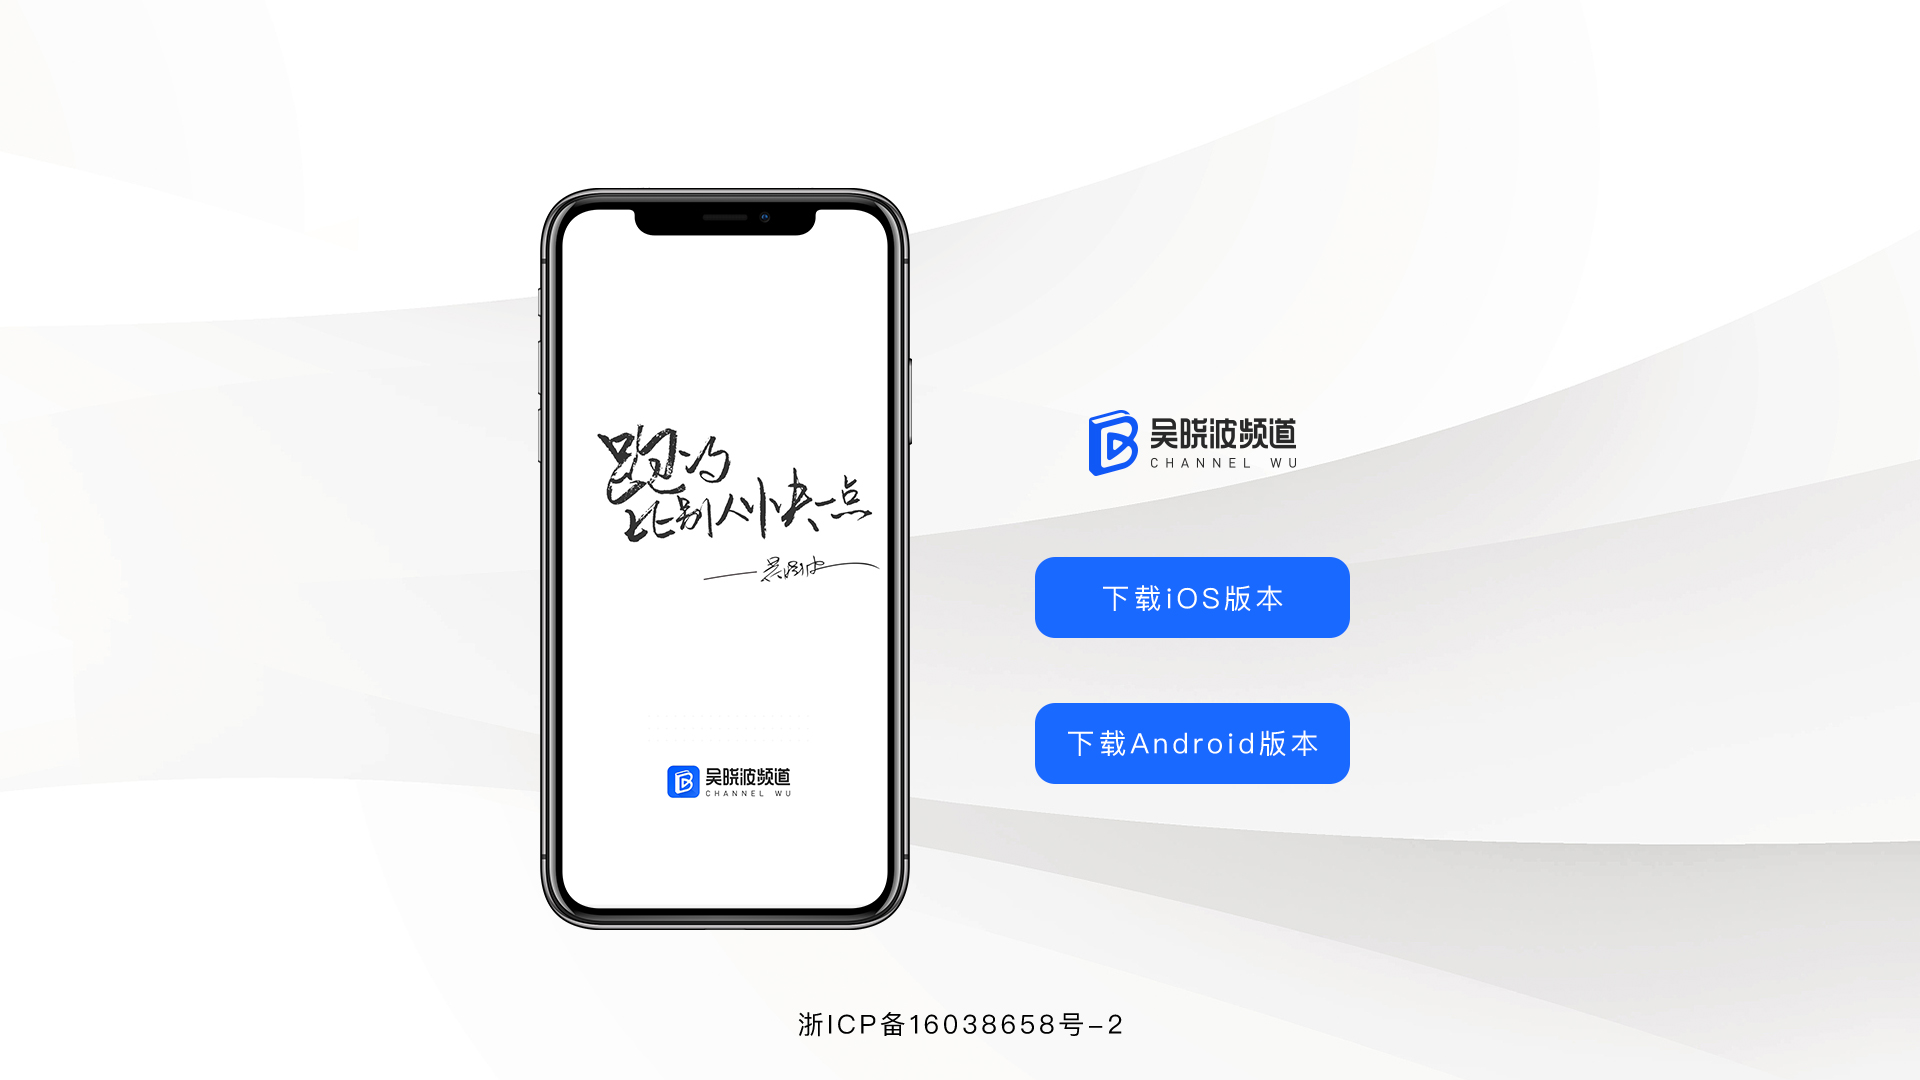 跑的
比别人快一点
——吴晓波——
吴晓波频道
CHANNEL WU
吴晓波频道
CHANNEL WU
下载iOS版本
下载Android版本
浙ICP备16038658号-2